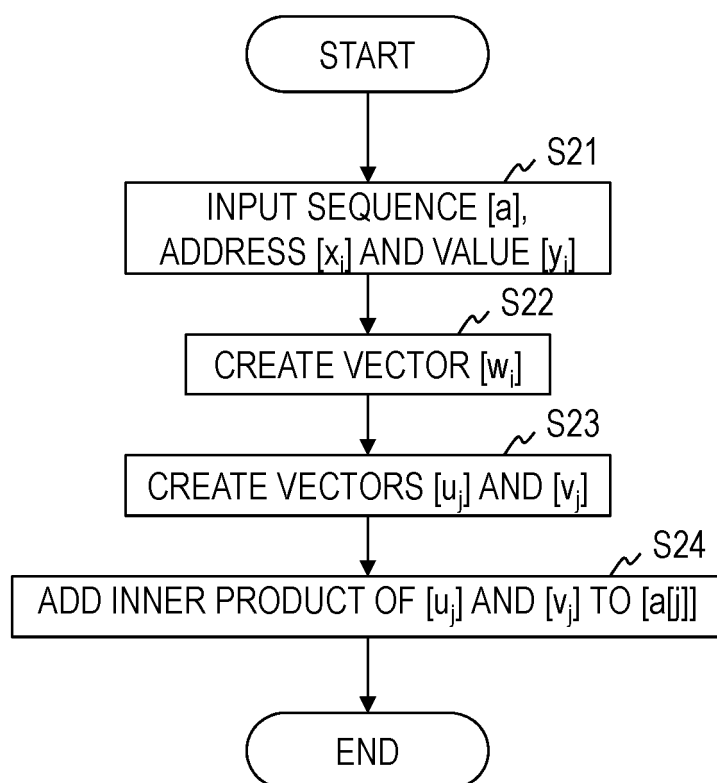 START
S21
INPUT SEQUENCE [a],
ADDRESS [xᵢ] AND VALUE [yᵢ]
S22
CREATE VECTOR [wᵢ]
S23
CREATE VECTORS [uⱼ] AND [vⱼ]
S24
ADD INNER PRODUCT OF [uⱼ] AND [vⱼ] TO [a[j]]
END